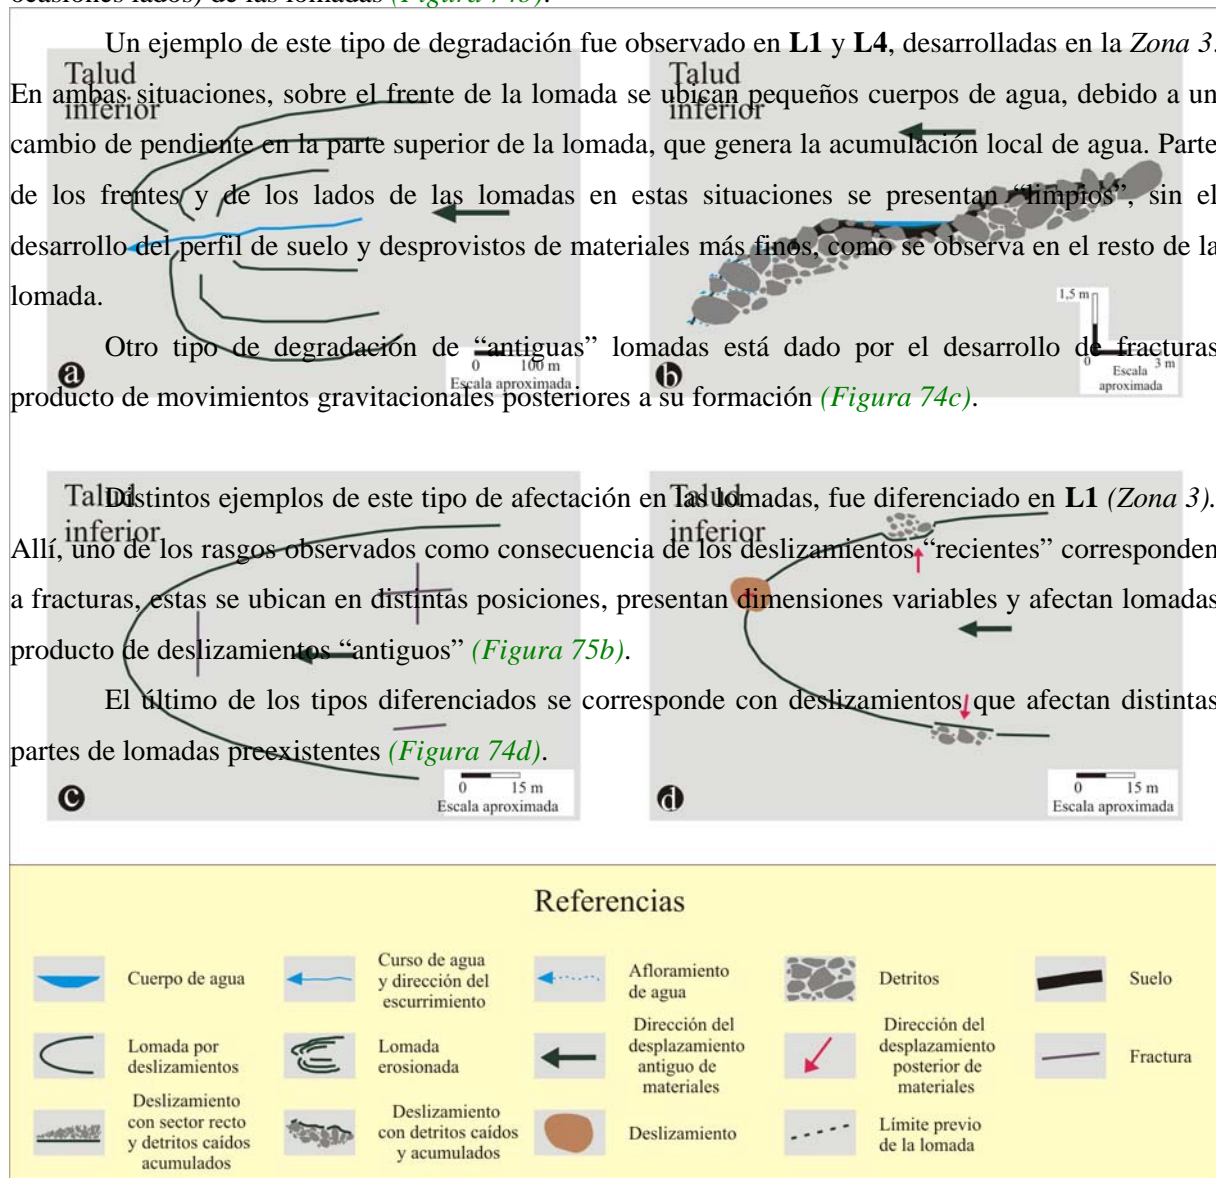 ocasiones lados) de las lomadas (Figura 74b).
Un ejemplo de este tipo de degradación fue observado en L1 y L4, desarrolladas en la Zona 3.
En ambas situaciones, sobre el frente de la lomada se ubican pequeños cuerpos de agua, debido a un
cambio de pendiente en la parte superior de la lomada, que genera la acumulación local de agua. Parte
de los frentes y de los lados de las lomadas en estas situaciones se presentan “limpios”, sin el
desarrollo del perfil de suelo y desprovistos de materiales más finos, como se observa en el resto de la
lomada.
Otro tipo de degradación de “antiguas” lomadas está dado por el desarrollo de fracturas
producto de movimientos gravitacionales posteriores a su formación (Figura 74c).
Distintos ejemplos de este tipo de afectación en las lomadas, fue diferenciado en L1 (Zona 3).
Allí, uno de los rasgos observados como consecuencia de los deslizamientos “recientes” corresponden
a fracturas, estas se ubican en distintas posiciones, presentan dimensiones variables y afectan lomadas
producto de deslizamientos “antiguos” (Figura 75b).
El último de los tipos diferenciados se corresponde con deslizamientos que afectan distintas
partes de lomadas preexistentes (Figura 74d).
Talud
inferior
a
0 100 m
Escala aproximada
Talud
inferior
b
1,5 m
0 3 m
Escala
aproximada
Talud
inferior
c
0 15 m
Escala aproximada
Talud
inferior
d
0 15 m
Escala aproximada
Referencias
Cuerpo de agua
Curso de agua
y dirección del
escurrimiento
Afloramiento
de agua
Detritos
Suelo
Lomada por
deslizamientos
Lomada
erosionada
Dirección del
desplazamiento
antiguo de
materiales
Dirección del
desplazamiento
posterior de
materiales
Fractura
Deslizamiento
con sector recto
y detritos caídos
acumulados
Deslizamiento
con detritos caídos
y acumulados
Deslizamiento
Límite previo
de la lomada